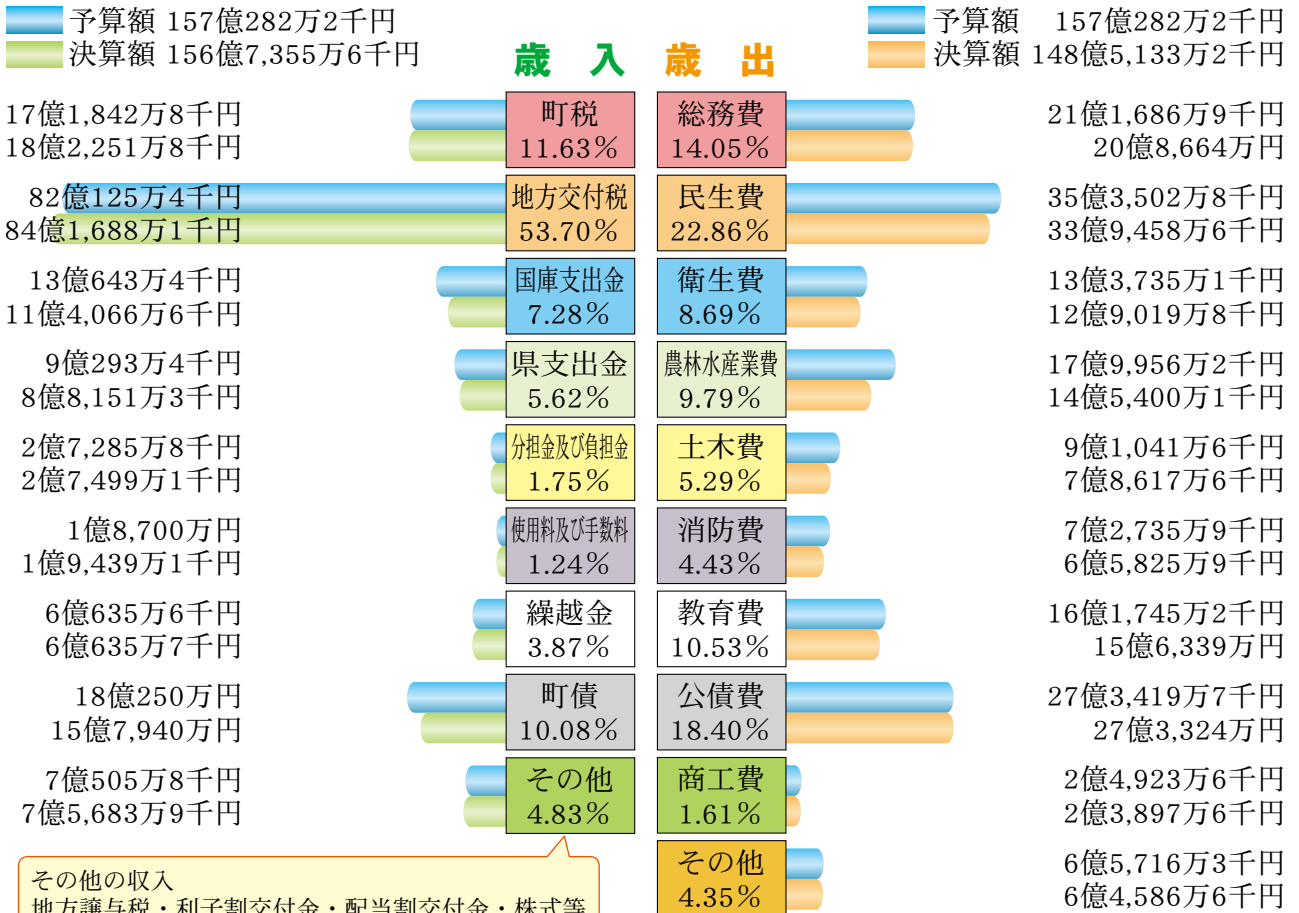 予算額 157億282万2千円
決算額 156億7,355万6千円
予算額 157億282万2千円
決算額 148億5,133万2千円
歳入 歳出
17億1,842万8千円
18億2,251万8千円
町税
11.63%
総務費
14.05%
21億1,686万9千円
20億8,664万円
82億125万4千円
84億1,688万1千円
地方交付税
53.70%
民生費
22.86%
35億3,502万8千円
33億9,458万6千円
13億643万4千円
11億4,066万6千円
国庫支出金
7.28%
衛生費
8.69%
13億3,735万1千円
12億9,019万8千円
9億293万4千円
8億8,151万3千円
県支出金
5.62%
農林水産業費
9.79%
17億9,956万2千円
14億5,400万1千円
2億7,285万8千円
2億7,499万1千円
分担金及び負担金
1.75%
土木費
5.29%
9億1,041万6千円
7億8,617万6千円
1億8,700万円
1億9,439万1千円
使用料及び手数料
1.24%
消防費
4.43%
7億2,735万9千円
6億5,825万9千円
6億635万6千円
6億635万7千円
繰越金
3.87%
教育費
10.53%
16億1,745万2千円
15億6,339万円
18億250万円
15億7,940万円
町債
10.08%
公債費
18.40%
27億3,419万7千円
27億3,324万円
7億505万8千円
7億5,683万9千円
その他
4.83%
商工費
1.61%
2億4,923万6千円
2億3,897万6千円
その他
4.35%
6億5,716万3千円
6億4,586万6千円
その他の収入
地方譲与税・利子割交付金・配当割交付金・株式等